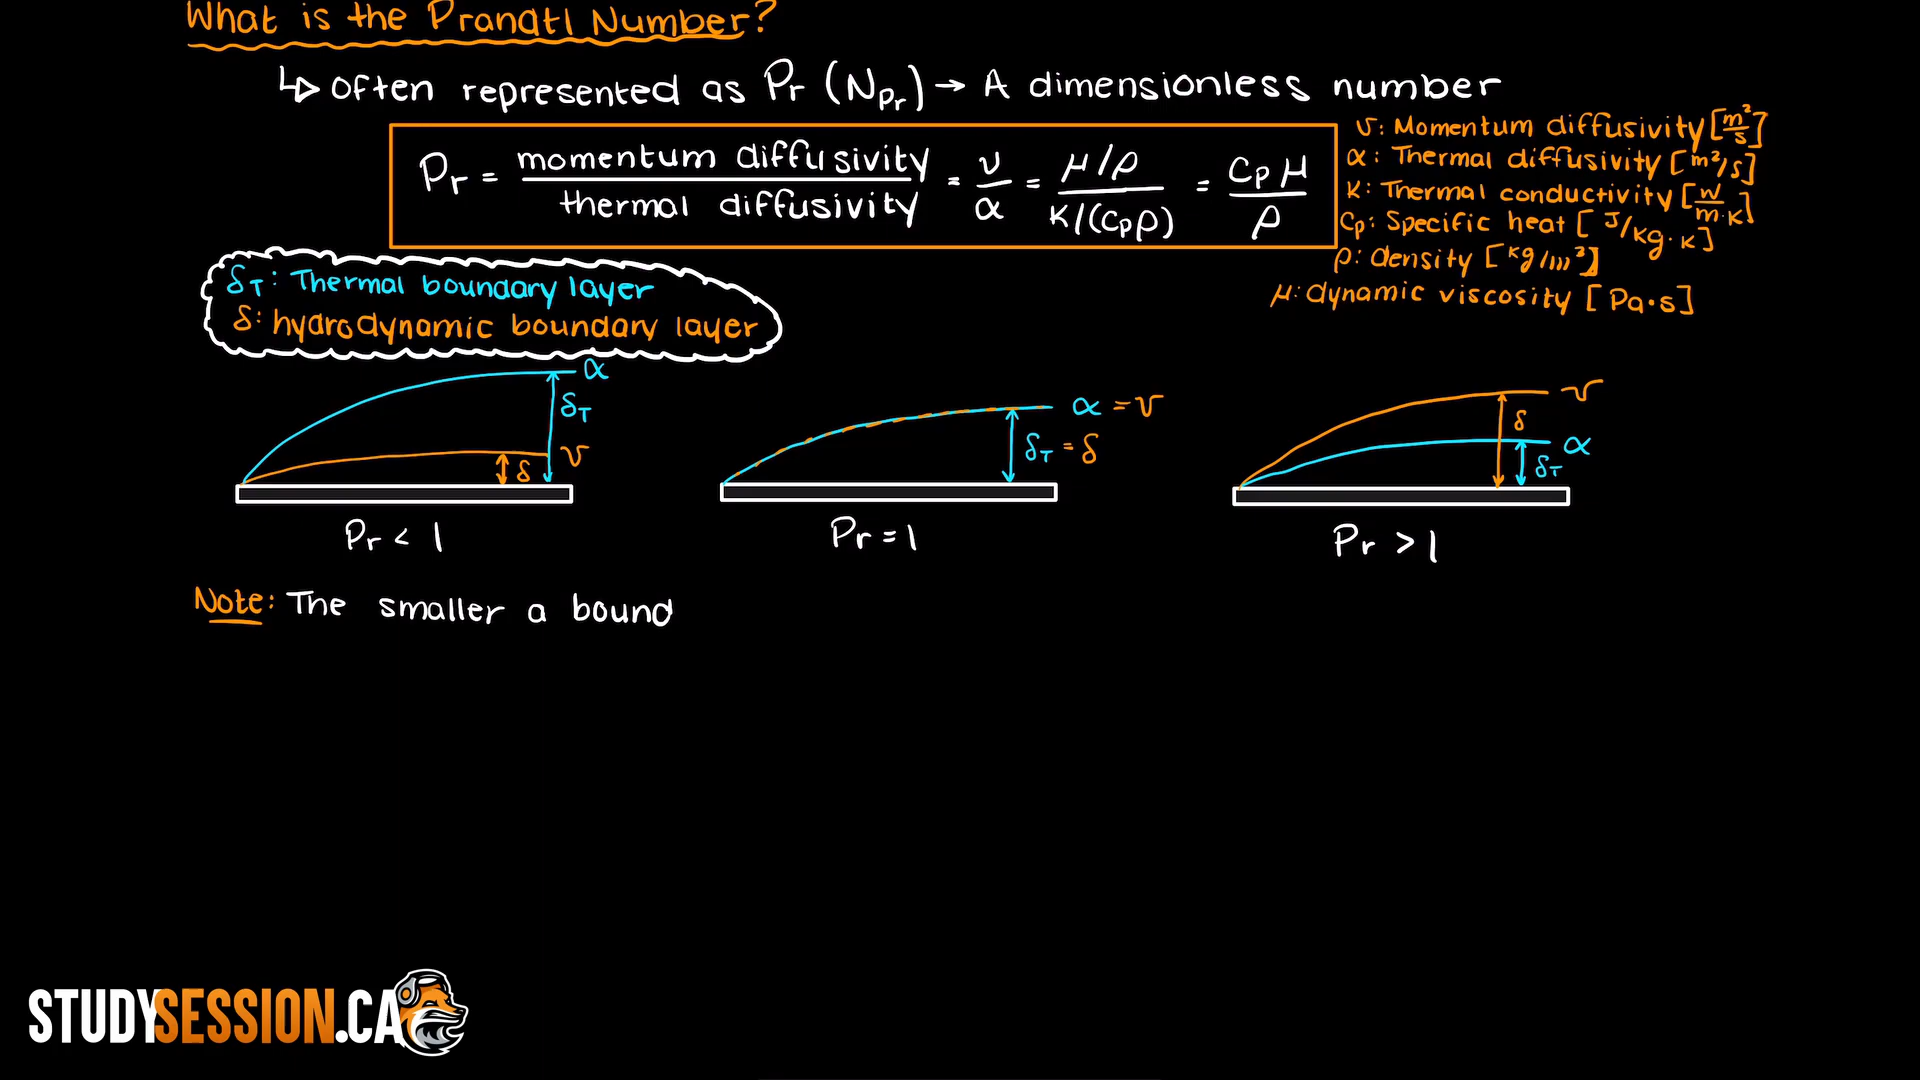 What is the Prandtl Number?
↳ often represented as Pr (Npr) → A dimensionless number
Pr = momentum diffusivity / thermal diffusivity = ν/α = μ/ρ / k/(Cpρ) = Cpμ / ρ
ν: Momentum diffusivity [m²/s]
α: Thermal diffusivity [m²/s]
k: Thermal conductivity [W/m·K]
Cp: Specific heat [J/kg·K]
ρ: density [kg/m³]
μ: dynamic viscosity [Pa·s]
δT: Thermal boundary layer
δ: hydrodynamic boundary layer
α
δT
ν
δ
Pr < 1
α = ν
δT = δ
Pr = 1
ν
δ
α
δT
Pr > 1
Note: The smaller a bound
STUDYSESSION.CA